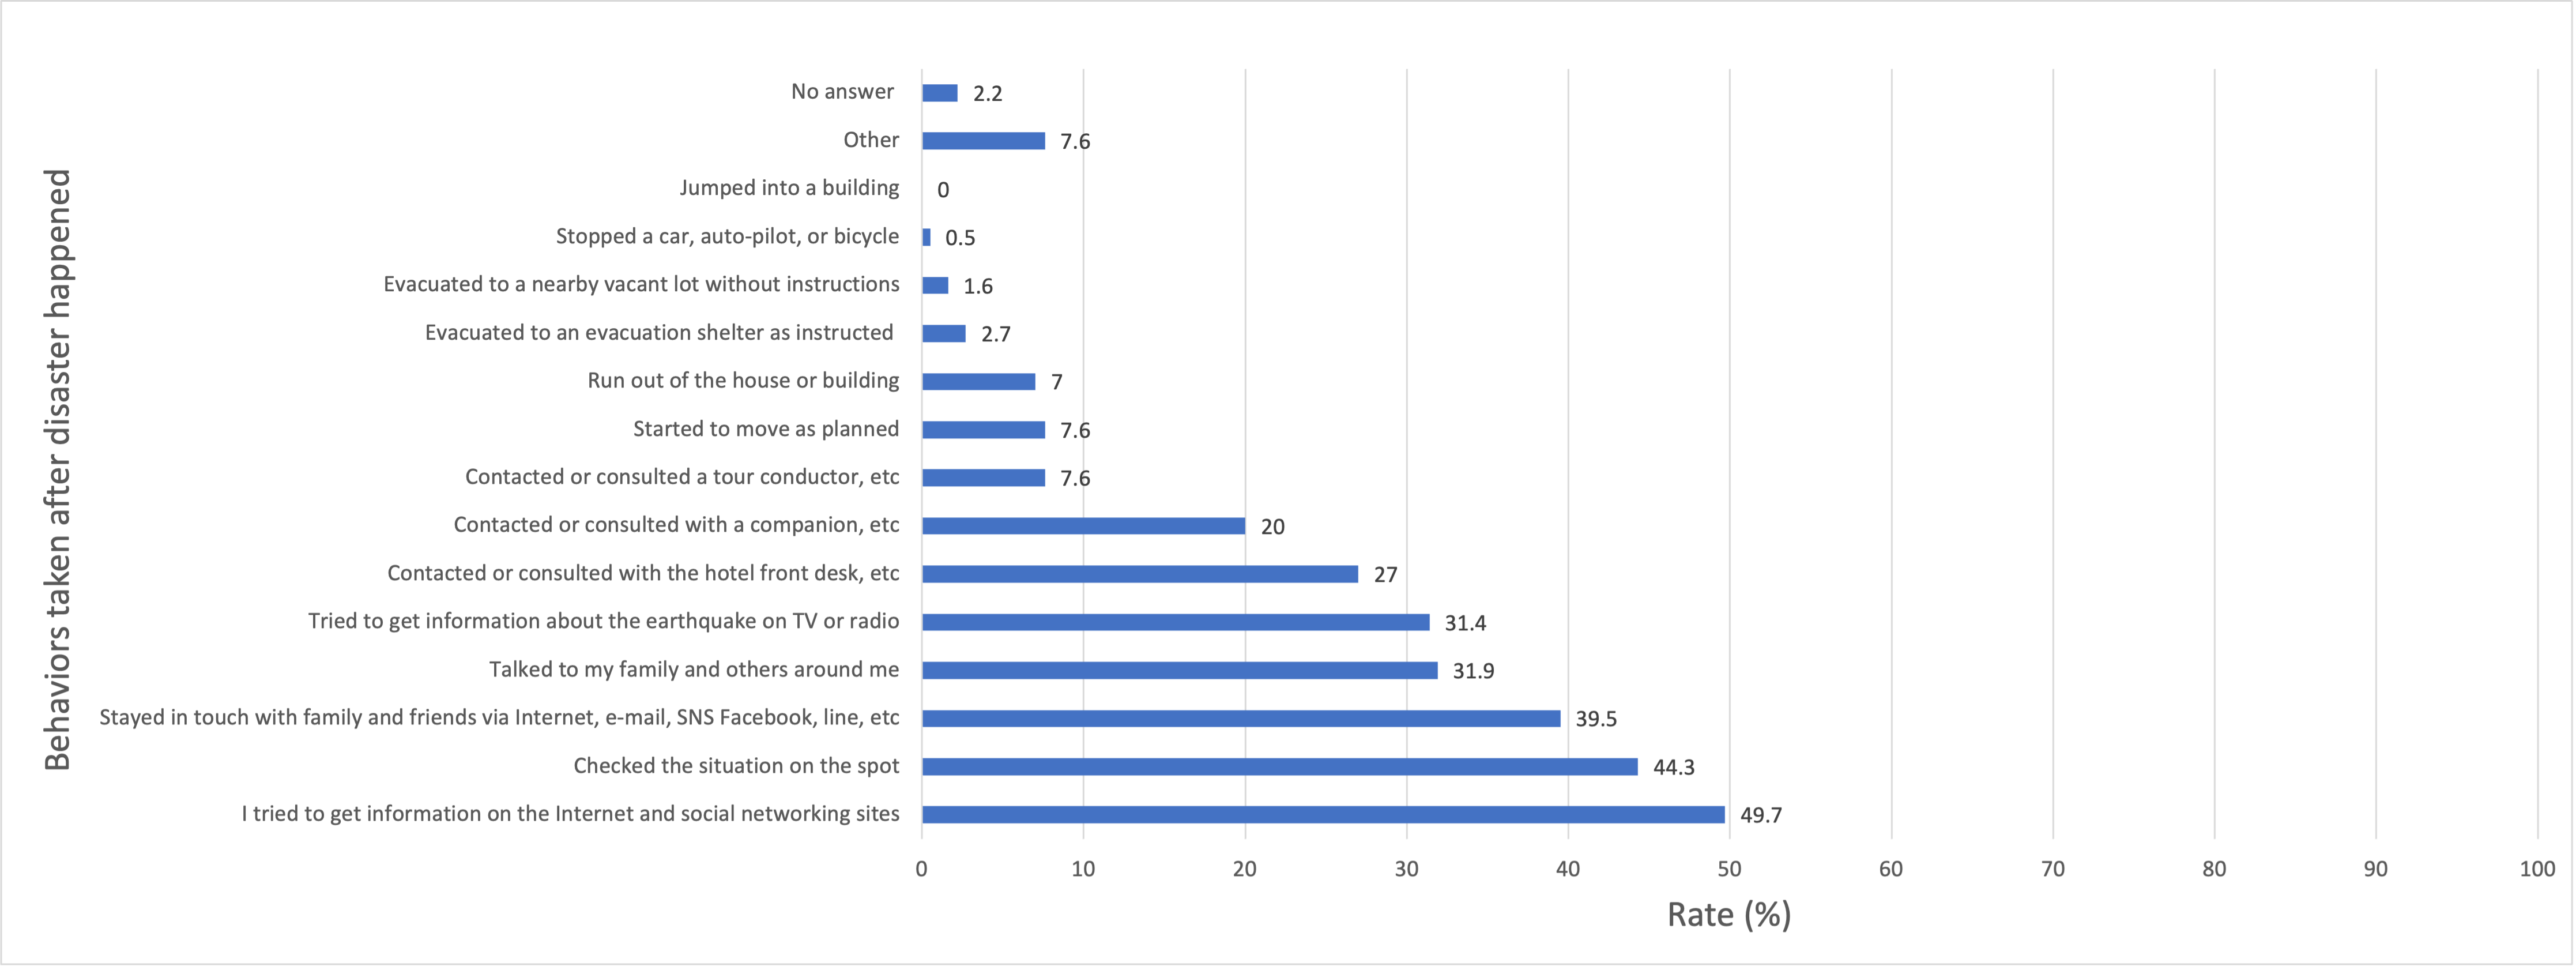 Behaviors taken after disaster happened
No answer 2.2
Other 7.6
Jumped into a building 0
Stopped a car, auto-pilot, or bicycle 0.5
Evacuated to a nearby vacant lot without instructions 1.6
Evacuated to an evacuation shelter as instructed 2.7
Run out of the house or building 7
Started to move as planned 7.6
Contacted or consulted a tour conductor, etc 7.6
Contacted or consulted with a companion, etc 20
Contacted or consulted with the hotel front desk, etc 27
Tried to get information about the earthquake on TV or radio 31.4
Talked to my family and others around me 31.9
Stayed in touch with family and friends via Internet, e-mail, SNS Facebook, line, etc 39.5
Checked the situation on the spot 44.3
I tried to get information on the Internet and social networking sites 49.7
0 10 20 30 40 50 60 70 80 90 100
Rate (%)